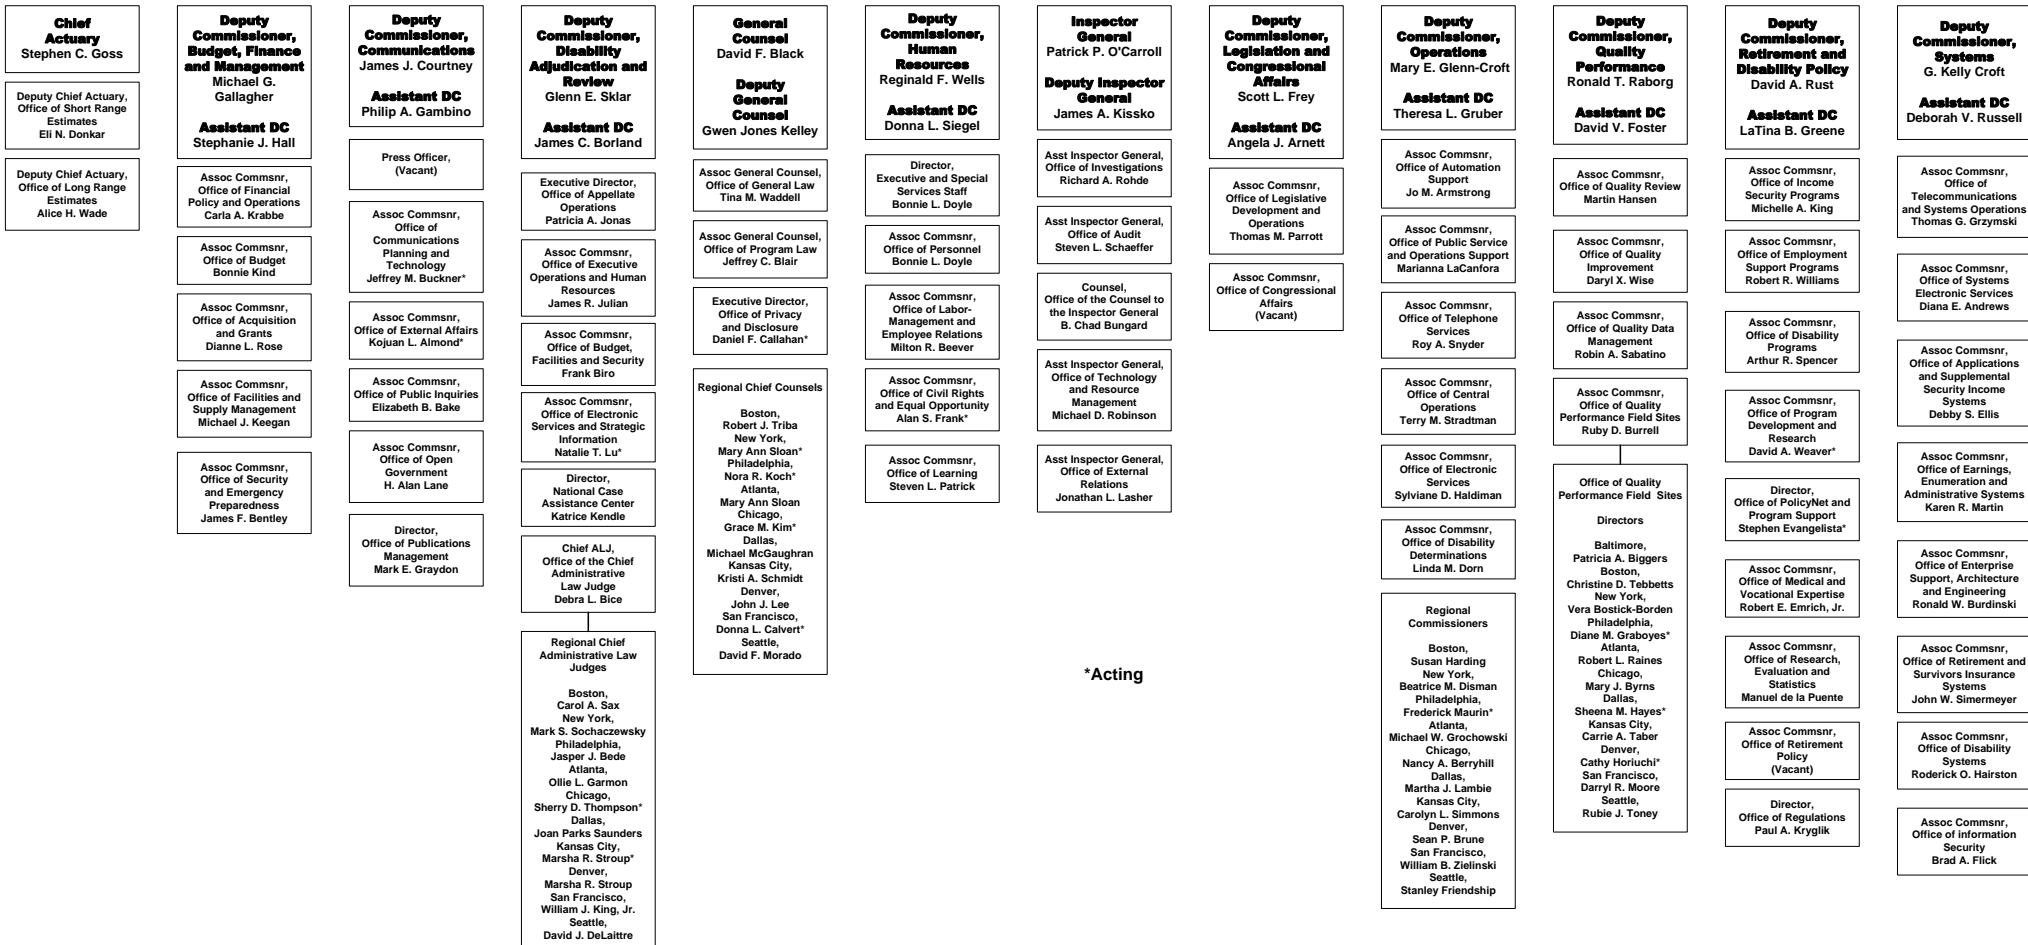 Chief
Actuary
Stephen C. Goss
Deputy Chief Actuary,
Office of Short Range
Estimates
Eli N. Donkar
Deputy Chief Actuary,
Office of Long Range
Estimates
Alice H. Wade
Deputy
Commissioner,
Budget, Finance
and Management
Michael G.
Gallagher
Assistant DC
Stephanie J. Hall
Assoc Commsnr,
Office of Financial
Policy and Operations
Carla A. Krabbe
Assoc Commsnr,
Office of Budget
Bonnie Kind
Assoc Commsnr,
Office of Acquisition
and Grants
Dianne L. Rose
Assoc Commsnr,
Office of Facilities and
Supply Management
Michael J. Keegan
Assoc Commsnr,
Office of Security
and Emergency
Preparedness
James F. Bentley
Deputy
Commissioner,
Communications
James J. Courtney
Assistant DC
Philip A. Gambino
Press Officer,
(Vacant)
Assoc Commsnr,
Office of
Communications
Planning and
Technology
Jeffrey M. Buckner*
Assoc Commsnr,
Office of External Affairs
Kojuan L. Almond*
Assoc Commsnr,
Office of Public Inquiries
Elizabeth B. Bake
Assoc Commsnr,
Office of Open
Government
H. Alan Lane
Director,
Office of Publications
Management
Mark E. Graydon
Deputy
Commissioner,
Disability
Adjudication and
Review
Glenn E. Sklar
Assistant DC
James C. Borland
Executive Director,
Office of Appellate
Operations
Patricia A. Jonas
Assoc Commsnr,
Office of Executive
Operations and Human
Resources
James R. Julian
Assoc Commsnr,
Office of Budget,
Facilities and Security
Frank Biro
Assoc Commsnr,
Office of Electronic
Services and Strategic
Information
Natalie T. Lu*
Director,
National Case
Assistance Center
Katrice Kendle
Chief ALJ,
Office of the Chief
Administrative
Law Judge
Debra L. Bice
Regional Chief
Administrative Law
Judges
Boston,
Carol A. Sax
New York,
Mark S. Sochaczewsky
Philadelphia,
Jasper J. Bede
Atlanta,
Ollie L. Garmon
Chicago,
Sherry D. Thompson*
Dallas,
Joan Parks Saunders
Kansas City,
Marsha R. Stroup*
Denver,
Marsha R. Stroup
San Francisco,
William J. King, Jr.
Seattle,
David J. DeLaittre
General
Counsel
David F. Black
Deputy
General
Counsel
Gwen Jones Kelley
Assoc General Counsel,
Office of General Law
Tina M. Waddell
Assoc General Counsel,
Office of Program Law
Jeffrey C. Blair
Executive Director,
Office of Privacy
and Disclosure
Daniel F. Callahan*
Regional Chief Counsels
Boston,
Robert J. Triba
New York,
Mary Ann Sloan*
Philadelphia,
Nora R. Koch*
Atlanta,
Mary Ann Sloan
Chicago,
Grace M. Kim*
Dallas,
Michael McGaughran
Kansas City,
Kristi A. Schmidt
Denver,
John J. Lee
San Francisco,
Donna L. Calvert*
Seattle,
David F. Morado
Deputy
Commissioner,
Human
Resources
Reginald F. Wells
Assistant DC
Donna L. Siegel
Director,
Executive and Special
Services Staff
Bonnie L. Doyle
Assoc Commsnr,
Office of Personnel
Bonnie L. Doyle
Assoc Commsnr,
Office of Labor-
Management and
Employee Relations
Milton R. Beever
Assoc Commsnr,
Office of Civil Rights
and Equal Opportunity
Alan S. Frank*
Assoc Commsnr,
Office of Learning
Steven L. Patrick
Inspector
General
Patrick P. O'Carroll
Deputy Inspector
General
James A. Kissko
Asst Inspector General,
Office of Investigations
Richard A. Rohde
Asst Inspector General,
Office of Audit
Steven L. Schaeffer
Counsel,
Office of the Counsel to
the Inspector General
B. Chad Bungard
Asst Inspector General,
Office of Technology
and Resource
Management
Michael D. Robinson
Asst Inspector General,
Office of External
Relations
Jonathan L. Lasher
*Acting
Deputy
Commissioner,
Legislation and
Congressional
Affairs
Scott L. Frey
Assistant DC
Angela J. Arnett
Assoc Commsnr,
Office of Legislative
Development and
Operations
Thomas M. Parrott
Assoc Commsnr,
Office of Congressional
Affairs
(Vacant)
Deputy
Commissioner,
Operations
Mary E. Glenn-Croft
Assistant DC
Theresa L. Gruber
Assoc Commsnr,
Office of Automation
Support
Jo M. Armstrong
Assoc Commsnr,
Office of Public Service
and Operations Support
Marianna LaCanfora
Assoc Commsnr,
Office of Telephone
Services
Roy A. Snyder
Assoc Commsnr,
Office of Central
Operations
Terry M. Stradtman
Assoc Commsnr,
Office of Electronic
Services
Sylviane D. Haldiman
Assoc Commsnr,
Office of Disability
Determinations
Linda M. Dorn
Regional
Commissioners
Boston,
Susan Harding
New York,
Beatrice M. Disman
Philadelphia,
Frederick Maurin*
Atlanta,
Michael W. Grochowski
Chicago,
Nancy A. Berryhill
Dallas,
Martha J. Lambie
Kansas City,
Carolyn L. Simmons
Denver,
Sean P. Brune
San Francisco,
William B. Zielinski
Seattle,
Stanley Friendship
Deputy
Commissioner,
Quality
Performance
Ronald T. Raborg
Assistant DC
David V. Foster
Assoc Commsnr,
Office of Quality Review
Martin Hansen
Assoc Commsnr,
Office of Quality
Improvement
Daryl X. Wise
Assoc Commsnr,
Office of Quality Data
Management
Robin A. Sabatino
Assoc Commsnr,
Office of Quality
Performance Field Sites
Ruby D. Burrell
Office of Quality
Performance Field Sites
Directors
Baltimore,
Patricia A. Biggers
Boston,
Christine D. Tebbetts
New York,
Vera Bostick-Borden
Philadelphia,
Diane M. Graboyes*
Atlanta,
Robert L. Raines
Chicago,
Mary J. Byrns
Dallas,
Sheena M. Hayes*
Kansas City,
Carrie A. Taber
Denver,
Cathy Horiuchi*
San Francisco,
Darryl R. Moore
Seattle,
Rubie J. Toney
Deputy
Commissioner,
Retirement and
Disability Policy
David A. Rust
Assistant DC
LaTina B. Greene
Assoc Commsnr,
Office of Income
Security Programs
Michelle A. King
Assoc Commsnr,
Office of Employment
Support Programs
Robert R. Williams
Assoc Commsnr,
Office of Disability
Programs
Arthur R. Spencer
Assoc Commsnr,
Office of Program
Development and
Research
David A. Weaver*
Director,
Office of PolicyNet and
Program Support
Stephen Evangelista*
Assoc Commsnr,
Office of Medical and
Vocational Expertise
Robert E. Emrich, Jr.
Assoc Commsnr,
Office of Research,
Evaluation and
Statistics
Manuel de la Puente
Assoc Commsnr,
Office of Retirement
Policy
(Vacant)
Director,
Office of Regulations
Paul A. Kryglik
Deputy
Commissioner,
Systems
G. Kelly Croft
Assistant DC
Deborah V. Russell
Assoc Commsnr,
Office of
Telecommunications
and Systems Operations
Thomas G. Grzymski
Assoc Commsnr,
Office of Systems
Electronic Services
Diana E. Andrews
Assoc Commsnr,
Office of Applications
and Supplemental
Security Income
Systems
Debby S. Ellis
Assoc Commsnr,
Office of Earnings,
Enumeration and
Administrative Systems
Karen R. Martin
Assoc Commsnr,
Office of Enterprise
Support, Architecture
and Engineering
Ronald W. Burdinski
Assoc Commsnr,
Office of Retirement and
Survivors Insurance
Systems
John W. Simermeyer
Assoc Commsnr,
Office of Disability
Systems
Roderick O. Hairston
Assoc Commsnr,
Office of information
Security
Brad A. Flick